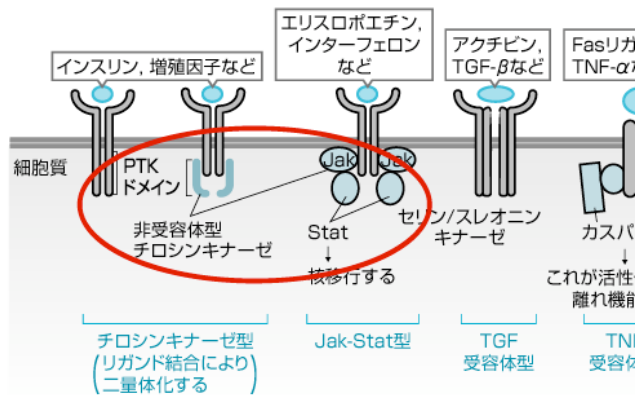 エリスロポエチン,
インターフェロン
など
アクチビン,
TGF-βなど
Fasリガ
TNF-α
インスリン, 増殖因子など
細胞質
PTK
ドメイン
Jak
Jak
非受容体型
チロシンキナーゼ
Stat
↓
核移行する
セリン/スレオニン
キナーゼ
カスパ
↓
これが活性
離れ機能
チロシンキナーゼ型
(リガンド結合により
二量体化する)
Jak-Stat型
TGF
受容体型
TN
受容体